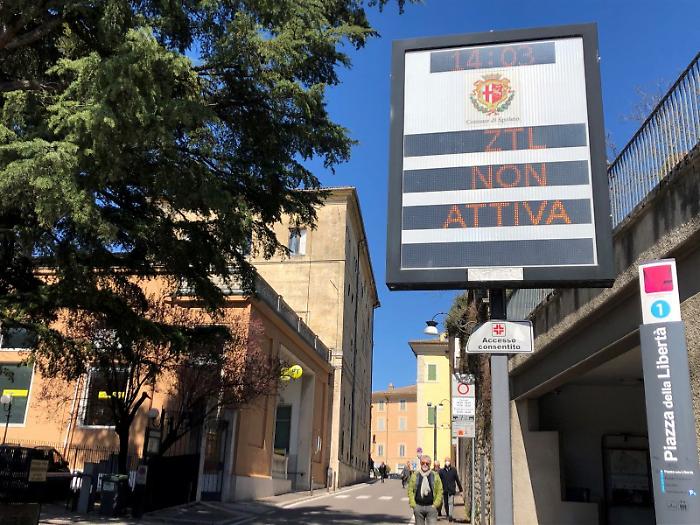 14:03
Comune di Spoleto
ZTL
NON
ATTIVA
Accesso
consentito
1
Piazza della Libertà